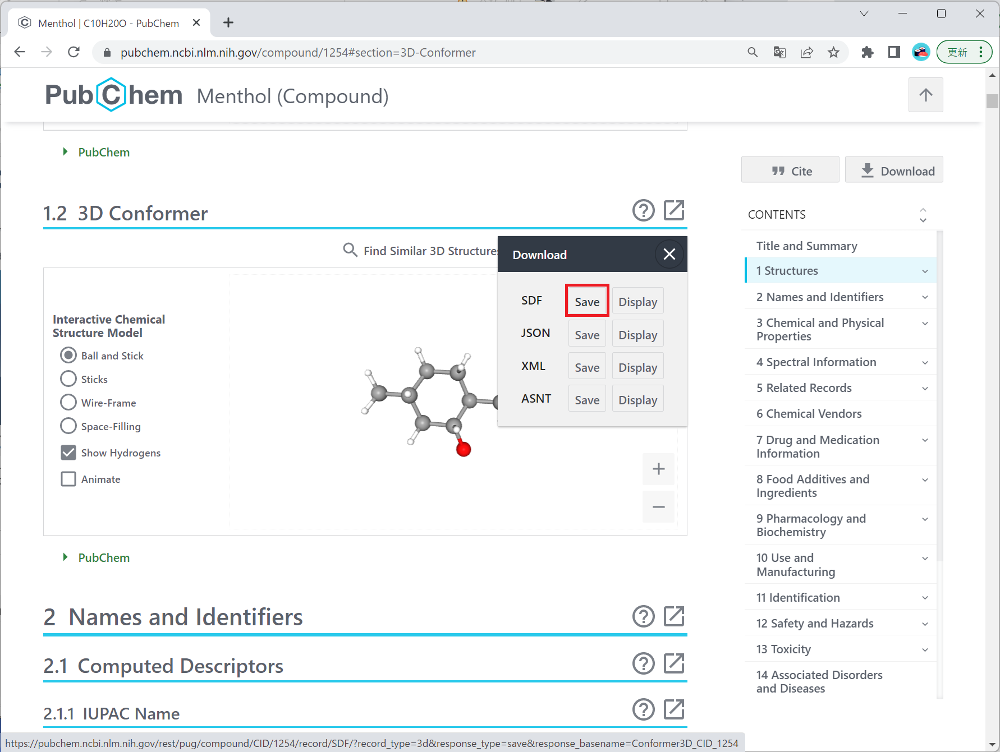 Menthol | C10H20O - PubChem
pubchem.ncbi.nlm.nih.gov/compound/1254#section=3D-Conformer
更新
PubChem Menthol (Compound)
PubChem
Cite
Download
1.2 3D Conformer
CONTENTS
Find Similar 3D Structures
Download
SDF Save Display
JSON Save Display
XML Save Display
ASNT Save Display
Interactive Chemical
Structure Model
Ball and Stick
Sticks
Wire-Frame
Space-Filling
Show Hydrogens
Animate
PubChem
2 Names and Identifiers
2.1 Computed Descriptors
2.1.1 IUPAC Name
Title and Summary
1 Structures
2 Names and Identifiers
3 Chemical and Physical
Properties
4 Spectral Information
5 Related Records
6 Chemical Vendors
7 Drug and Medication
Information
8 Food Additives and
Ingredients
9 Pharmacology and
Biochemistry
10 Use and
Manufacturing
11 Identification
12 Safety and Hazards
13 Toxicity
14 Associated Disorders
and Diseases
https://pubchem.ncbi.nlm.nih.gov/rest/pug/compound/CID/1254/record/SDF/?record_type=3d&response_type=save&response_basename=Conformer3D_CID_1254